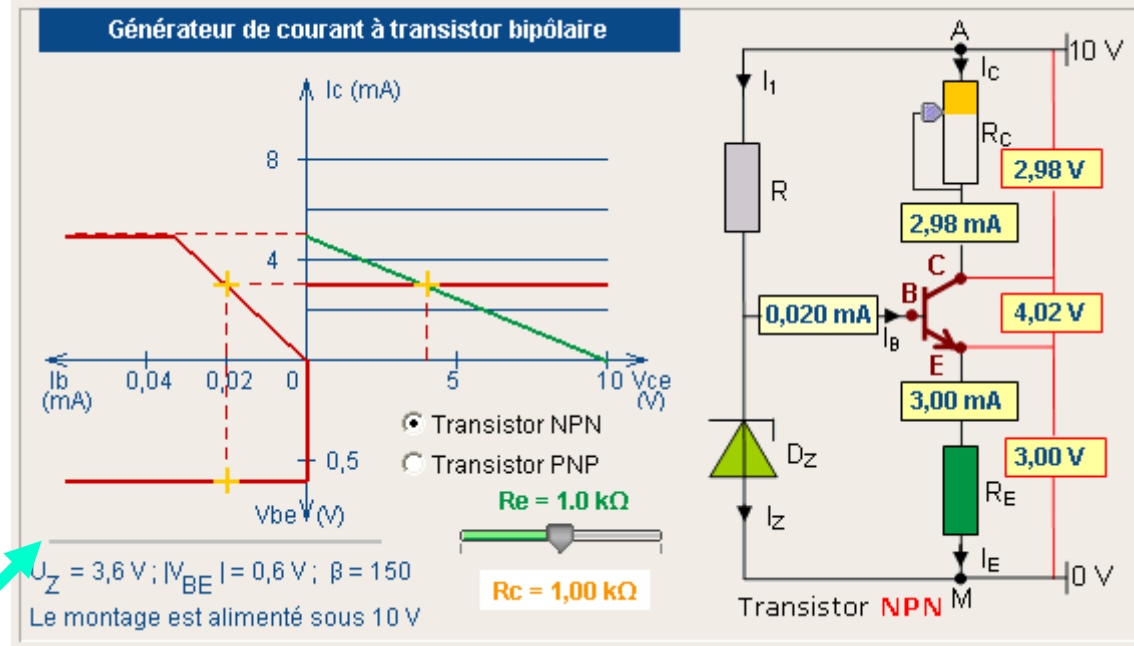 Générateur de courant à transistor bipôlaire
Ic (mA)
8
4
Ib
(mA)
0,04
0,02
0
5
10
Vce
(V)
0,5
Vbe (V)
Transistor NPN
Transistor PNP
Re = 1.0 kΩ
Rc = 1,00 kΩ
UZ = 3,6 V ; |VBE | = 0,6 V ; β = 150
Le montage est alimenté sous 10 V
A
10 V
I1
IC
R
RC
2,98 V
2,98 mA
C
B
0,020 mA
IB
4,02 V
E
3,00 mA
DZ
3,00 V
RE
IZ
IE
0 V
M
Transistor NPN